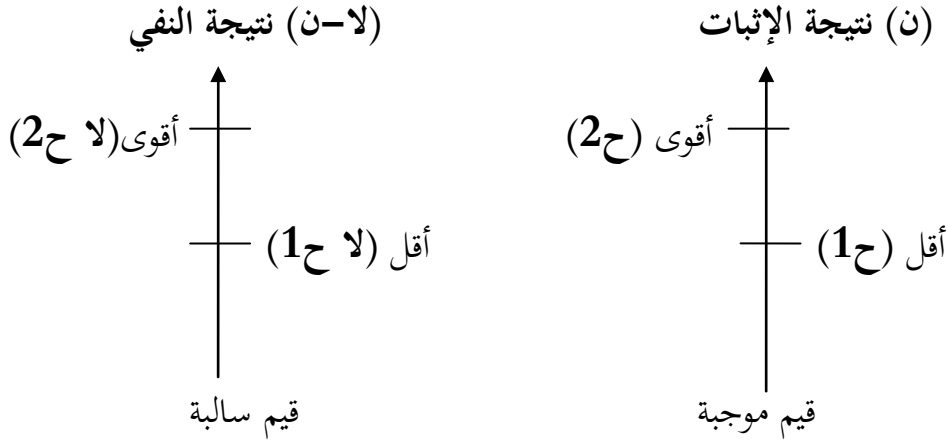 (ن) نتيجة الإثبات
(لا–ن) نتيجة النفي
أقوى (ح2)
أقوى(لا ح2)
أقل (ح1)
أقل (لا ح1)
قيم موجبة
قيم سالبة